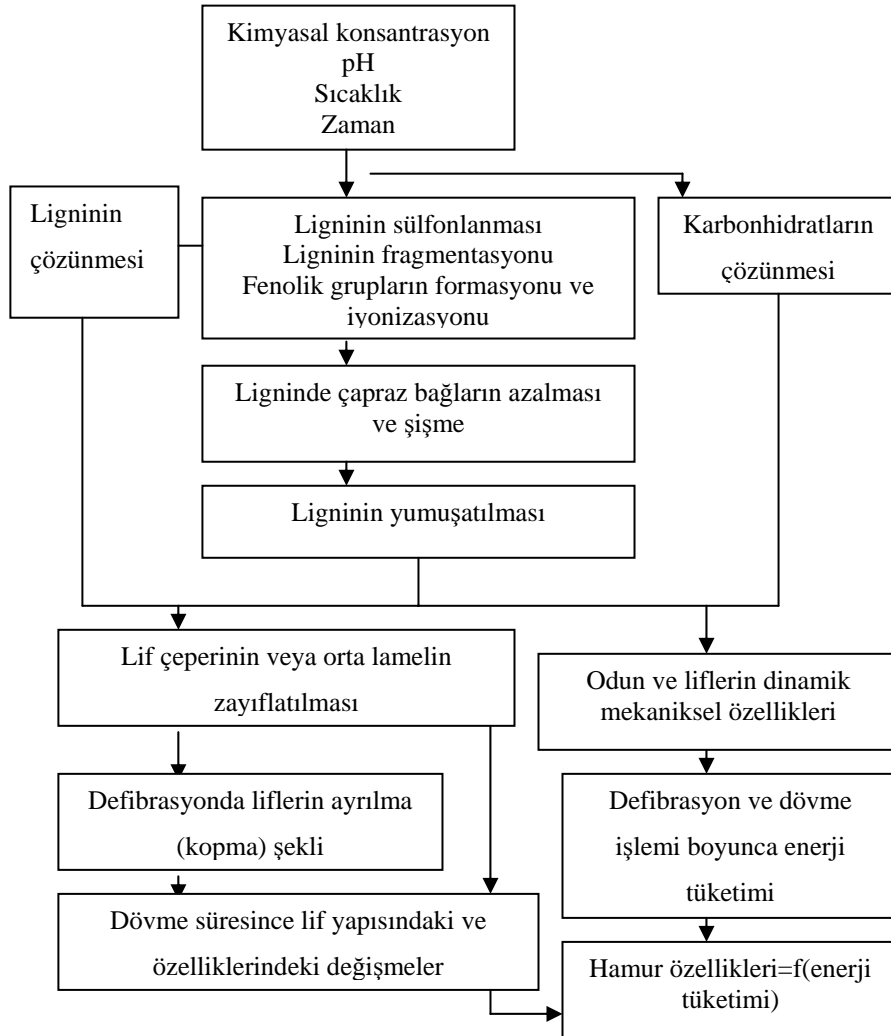 Kimyasal konsantrasyon
pH
Sıcaklık
Zaman
Ligninin
çözünmesi
Ligninin sülfonlanması
Ligninin fragmentasyonu
Fenolik grupların formasyonu ve
iyonizasyonu
Karbonhidratların
çözünmesi
Ligninde çapraz bağların azalması
ve şişme
Ligninin yumuşatılması
Lif çeperinin veya orta lamelin
zayıflatılması
Odun ve liflerin dinamik
mekaniksel özellikleri
Defibrasyonda liflerin ayrılma
(kopma) şekli
Defibrasyon ve dövme
işlemi boyunca enerji
tüketimi
Dövme süresince lif yapısındaki ve
özelliklerindeki değişmeler
Hamur özellikleri=f(enerji
tüketimi)